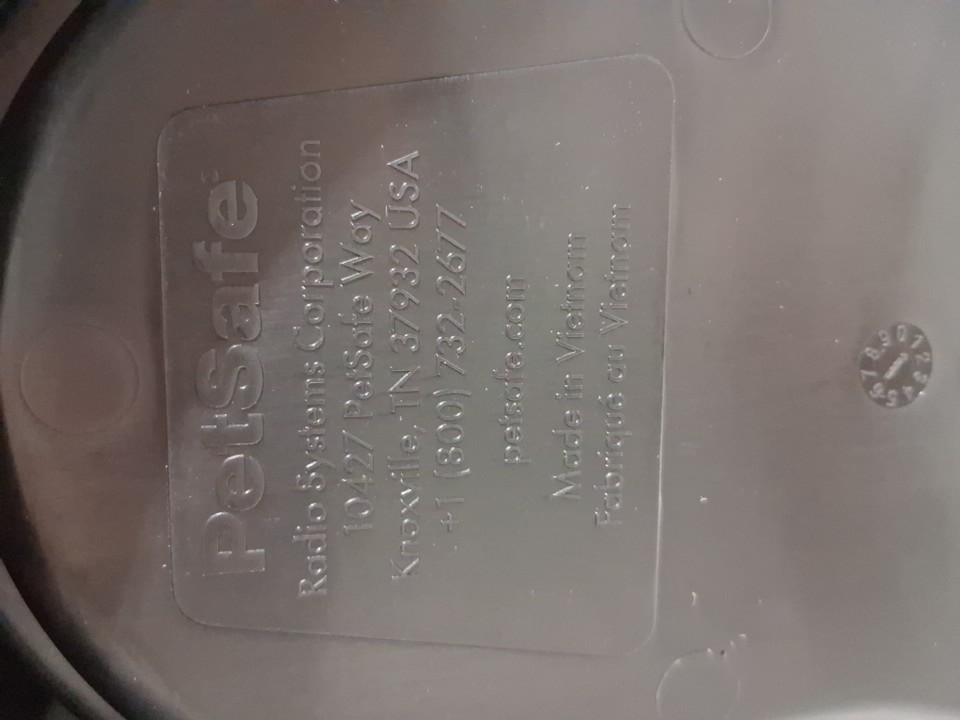 PetSafe
Radio Systems Corporation
10427 PetSafe Way
Knoxville, TN 37932 USA
+1 (800) 732-2677
petsafe.com
Made in Vietnam
Fabriqué au Vietnam